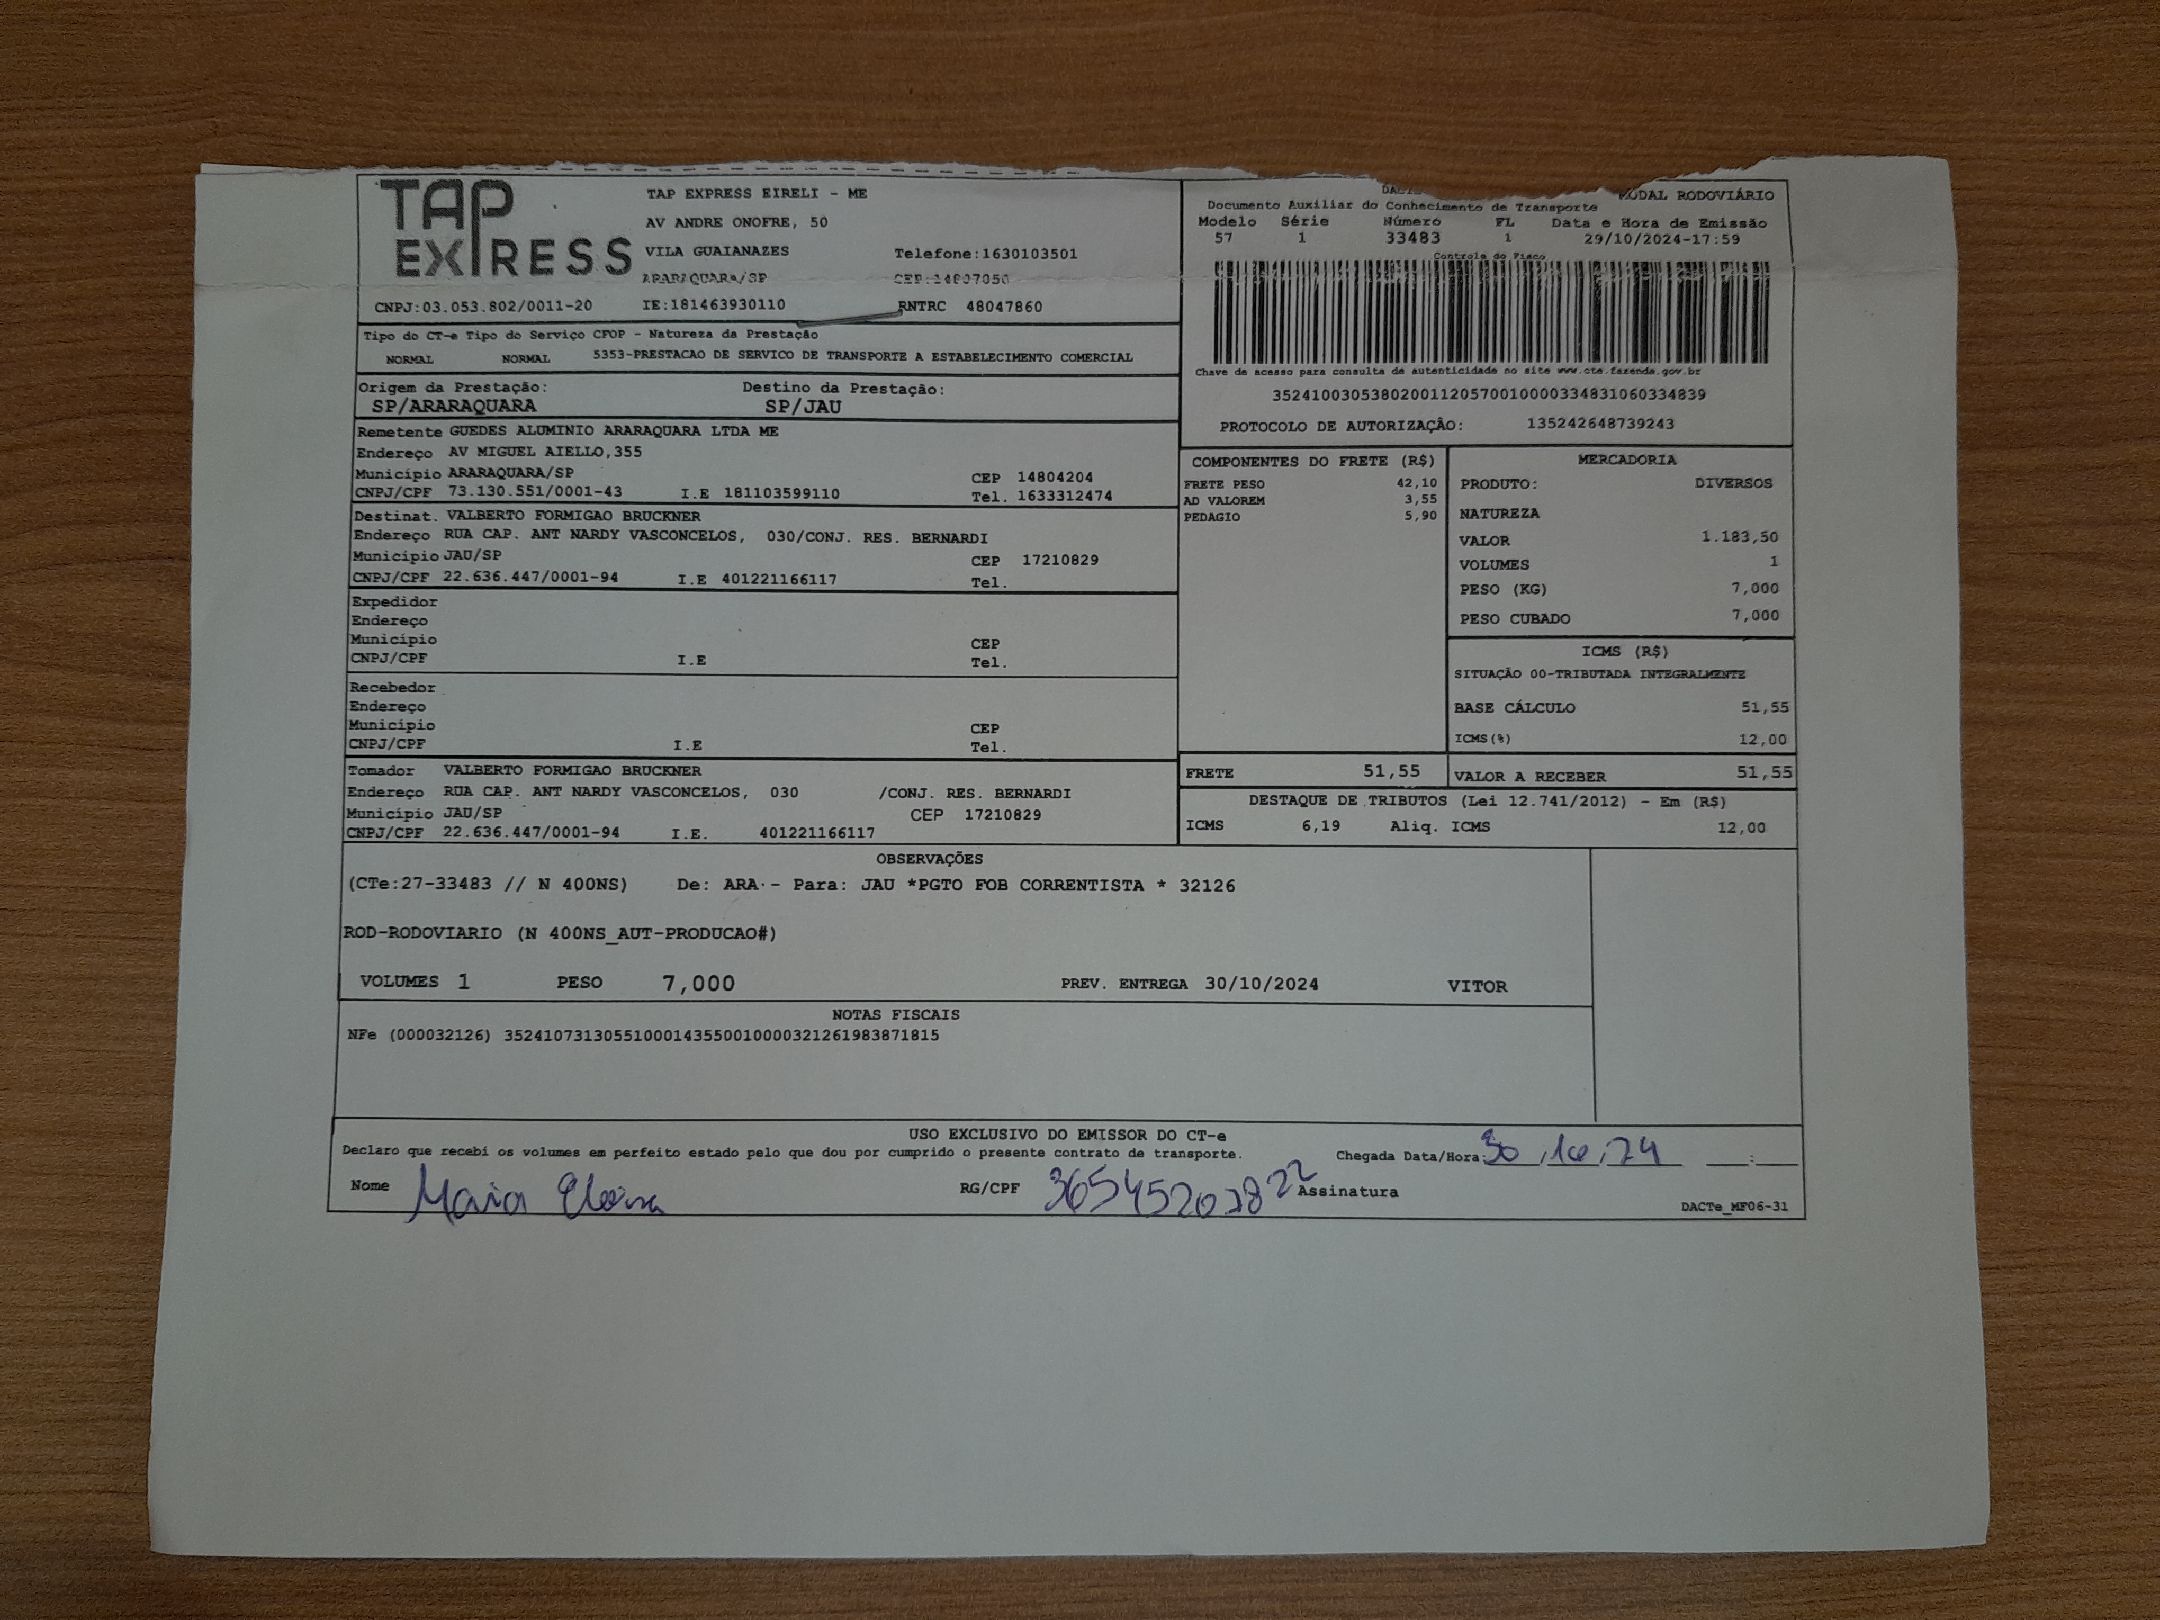 TAP EXPRESS
TAP EXPRESS EIRELI - ME
AV ANDRE ONOFRE, 50
VILA GUAIANAZES Telefone:1630103501
ARARAQUARA/SP CEP:14807050
CNPJ:03.053.802/0011-20 IE:181463930110 RNTRC 48047860
MODAL RODOVIÁRIO
Documento Auxiliar do Conhecimento de Transporte
Modelo Série Número FL Data e Hora de Emissão
57 1 33483 1 29/10/2024-17:59
Controle do Fisco
Chave de acesso para consulta de autenticidade no site www.cte.fazenda.gov.br
35241003053802001120570010000334831060334839
PROTOCOLO DE AUTORIZAÇÃO: 135242648739243
Tipo do CT-e Tipo do Serviço CFOP - Natureza da Prestação
NORMAL NORMAL 5353-PRESTACAO DE SERVICO DE TRANSPORTE A ESTABELECIMENTO COMERCIAL
Origem da Prestação: Destino da Prestação:
SP/ARARAQUARA SP/JAU
Remetente GUEDES ALUMINIO ARARAQUARA LTDA ME
Endereço AV MIGUEL AIELLO,355
Município ARARAQUARA/SP CEP 14804204
CNPJ/CPF 73.130.551/0001-43 I.E 181103599110 Tel. 1633312474
Destinat. VALBERTO FORMIGAO BRUCKNER
Endereço RUA CAP. ANT NARDY VASCONCELOS, 030/CONJ. RES. BERNARDI
Município JAU/SP CEP 17210829
CNPJ/CPF 22.636.447/0001-94 I.E 401221166117 Tel.
Expedidor
Endereço
Município CEP
CNPJ/CPF I.E Tel.
Recebedor
Endereço
Município CEP
CNPJ/CPF I.E Tel.
Tomador VALBERTO FORMIGAO BRUCKNER
Endereço RUA CAP. ANT NARDY VASCONCELOS, 030 /CONJ. RES. BERNARDI
Município JAU/SP CEP 17210829
CNPJ/CPF 22.636.447/0001-94 I.E. 401221166117
COMPONENTES DO FRETE (R$)
FRETE PESO 42,10
AD VALOREM 3,55
PEDAGIO 5,90
MERCADORIA
PRODUTO: DIVERSOS
NATUREZA
VALOR 1.183,50
VOLUMES 1
PESO (KG) 7,000
PESO CUBADO 7,000
ICMS (R$)
SITUAÇÃO 00-TRIBUTADA INTEGRALMENTE
BASE CÁLCULO 51,55
ICMS(%) 12,00
FRETE 51,55 VALOR A RECEBER 51,55
DESTAQUE DE TRIBUTOS (Lei 12.741/2012) - Em (R$)
ICMS 6,19 Aliq. ICMS 12,00
OBSERVAÇÕES
(CTe:27-33483 // N 400NS) De: ARA - Para: JAU *PGTO FOB CORRENTISTA * 32126
ROD-RODOVIARIO (N 400NS_AUT-PRODUCAO#)
VOLUMES 1 PESO 7,000 PREV. ENTREGA 30/10/2024 VITOR
NOTAS FISCAIS
NFe (000032126) 35241073130551000143550010000321261983871815
USO EXCLUSIVO DO EMISSOR DO CT-e
Declaro que recebi os volumes em perfeito estado pelo que dou por cumprido o presente contrato de transporte. Chegada Data/Hora: 30 10 24 :
Nome Maria RG/CPF Assinatura
DACTe_MF06-31